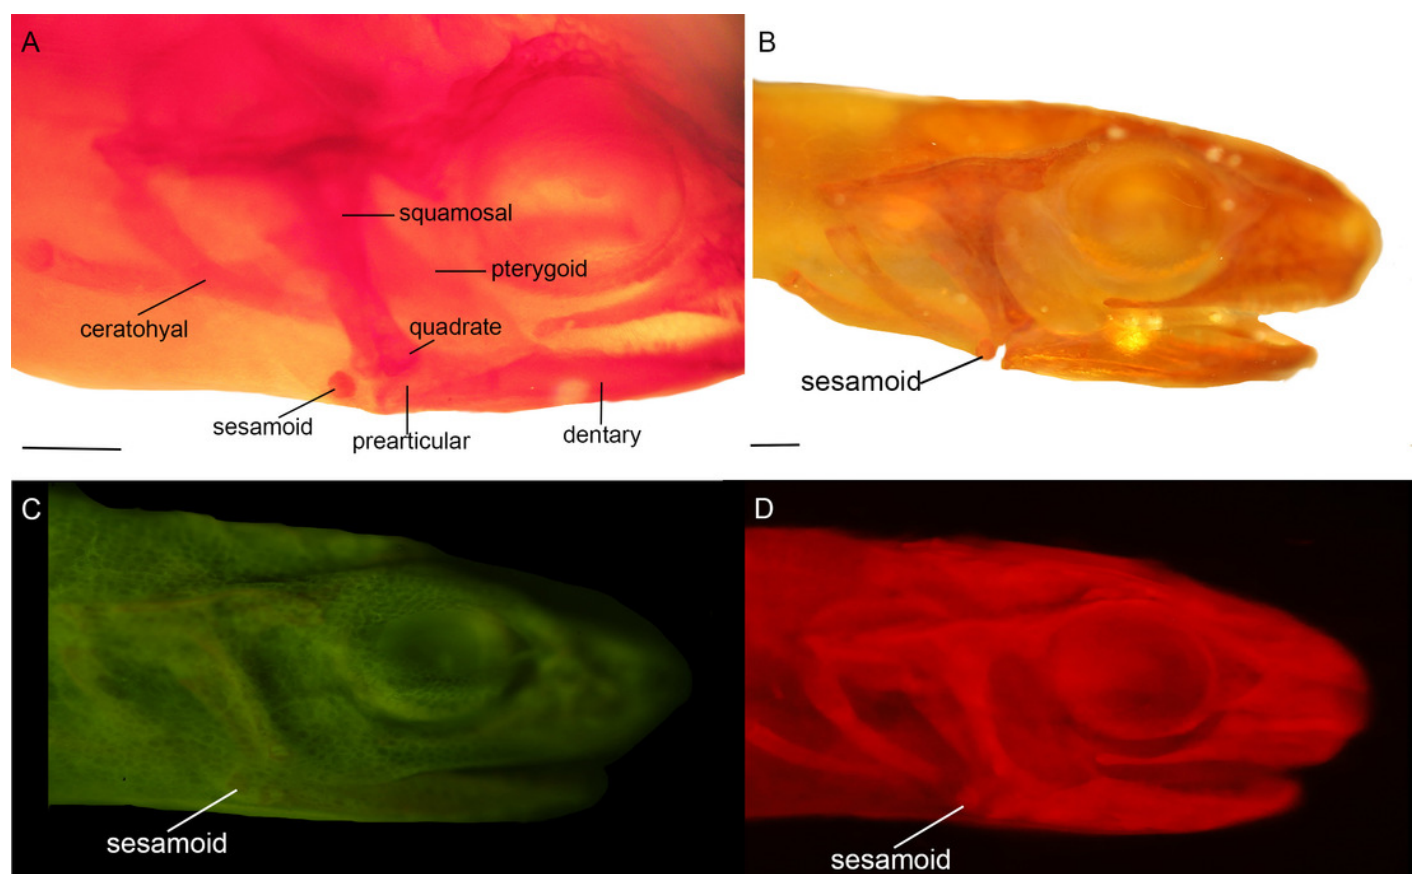 A
B
squamosal
pterygoid
ceratohyal
quadrate
sesamoid
sesamoid
prearticular
dentary
C
D
sesamoid
sesamoid